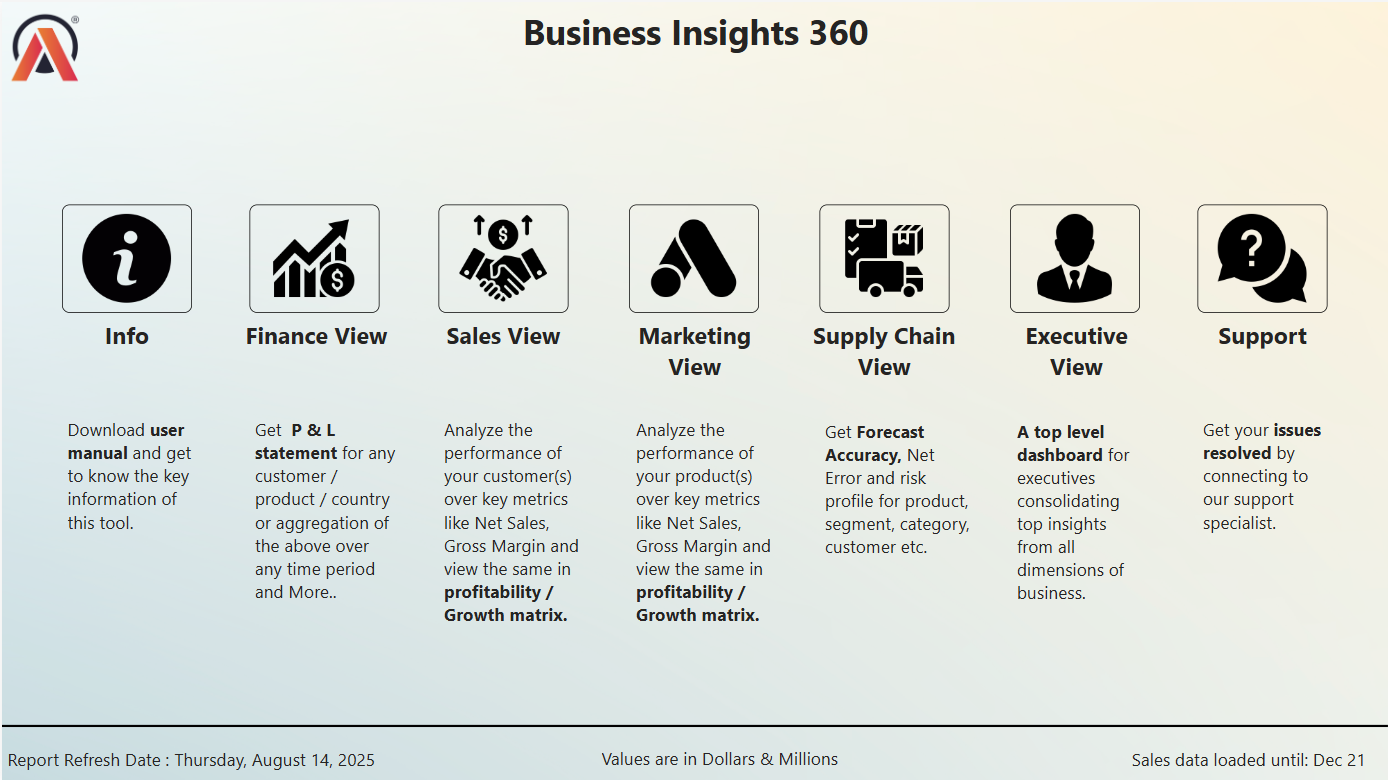 ®
Business Insights 360
$
$
?
Info
Finance View
Sales View
Marketing
View
Supply Chain
View
Executive
View
Support
Download user
manual and get
to know the key
information of
this tool.
Get P & L
statement for any
customer /
product / country
or aggregation of
the above over
any time period
and More..
Analyze the
performance of
your customer(s)
over key metrics
like Net Sales,
Gross Margin and
view the same in
profitability /
Growth matrix.
Analyze the
performance of
your product(s)
over key metrics
like Net Sales,
Gross Margin and
view the same in
profitability /
Growth matrix.
Get Forecast
Accuracy, Net
Error and risk
profile for product,
segment, category,
customer etc.
A top level
dashboard for
executives
consolidating
top insights
from all
dimensions of
business.
Get your issues
resolved by
connecting to
our support
specialist.
Report Refresh Date : Thursday, August 14, 2025
Values are in Dollars & Millions
Sales data loaded until: Dec 21